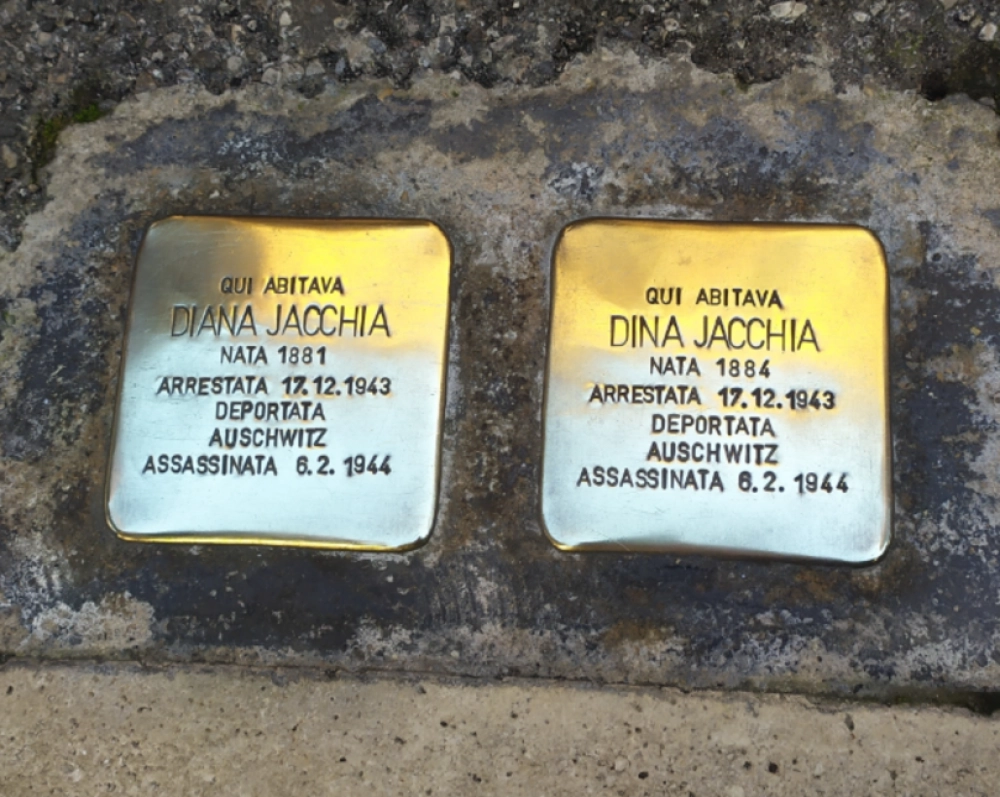 QUI ABITAVA
DIANA JACCHIA
NATA 1881
ARRESTATA 17.12.1943
DEPORTATA
AUSCHWITZ
ASSASSINATA 6.2.1944
QUI ABITAVA
DINA JACCHIA
NATA 1884
ARRESTATA 17.12.1943
DEPORTATA
AUSCHWITZ
ASSASSINATA 6.2.1944